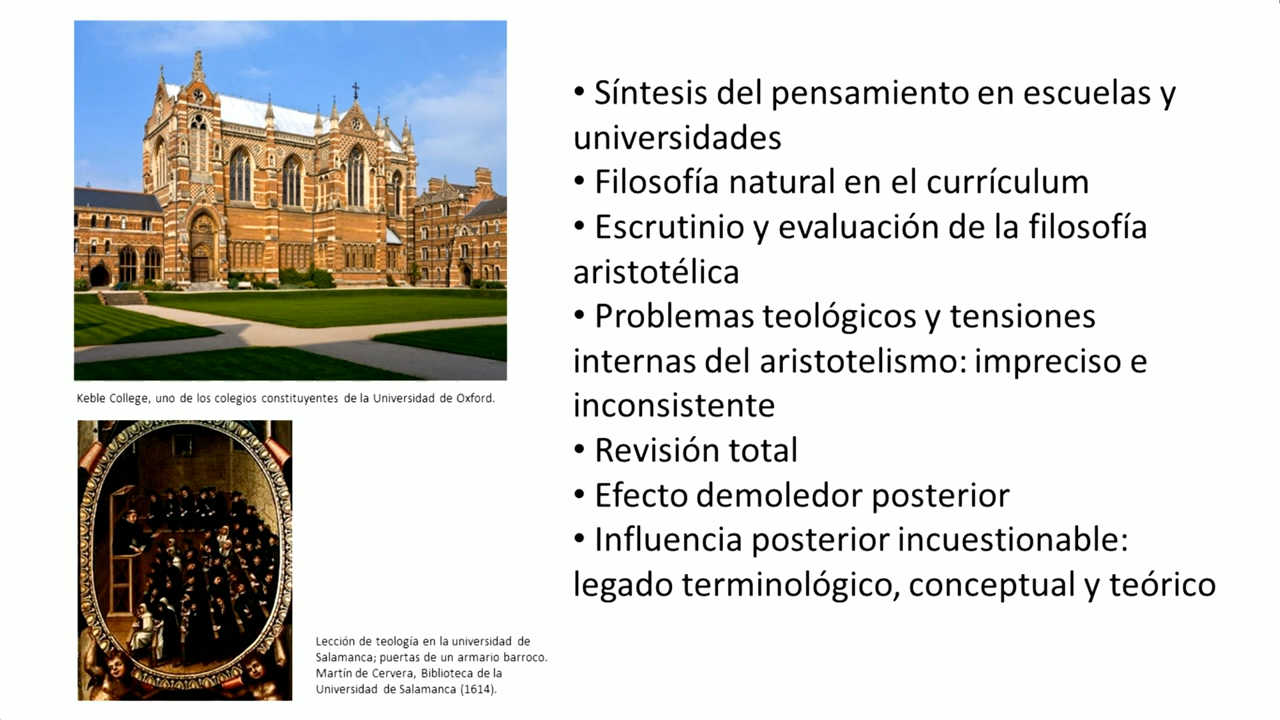 • Síntesis del pensamiento en escuelas y
universidades
• Filosofía natural en el currículum
• Escrutinio y evaluación de la filosofía
aristotélica
• Problemas teológicos y tensiones
internas del aristotelismo: impreciso e
inconsistente
• Revisión total
• Efecto demoledor posterior
• Influencia posterior incuestionable:
legado terminológico, conceptual y teórico
Keble College, uno de los colegios constituyentes de la Universidad de Oxford.
Lección de teología en la universidad de
Salamanca; puertas de un armario barroco.
Martín de Cervera, Biblioteca de la
Universidad de Salamanca (1614).